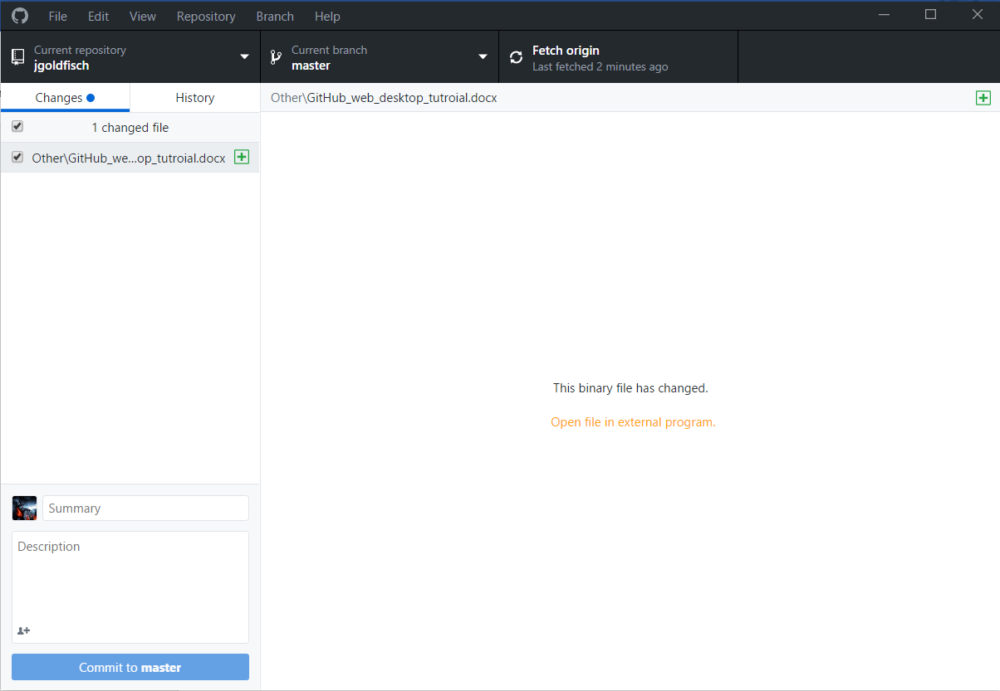 File Edit View Repository Branch Help
Current repository
jgoldfisch
Current branch
master
Fetch origin
Last fetched 2 minutes ago
Changes
History
Other\GitHub_web_desktop_tutroial.docx
1 changed file
Other\GitHub_we...op_tutroial.docx
This binary file has changed.
Open file in external program.
Summary
Description
Commit to master